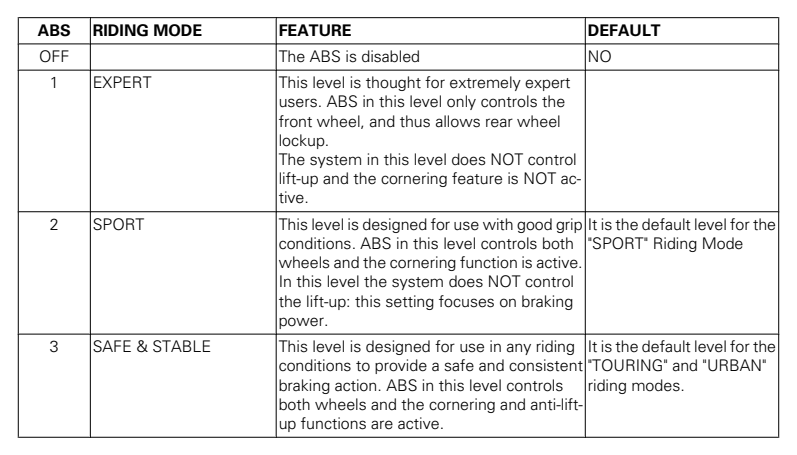 ABS RIDING MODE FEATURE DEFAULT
OFF The ABS is disabled NO
1 EXPERT This level is thought for extremely expert
users. ABS in this level only controls the
front wheel, and thus allows rear wheel
lockup.
The system in this level does NOT control
lift-up and the cornering feature is NOT ac-
tive.
2 SPORT This level is designed for use with good grip It is the default level for the
conditions. ABS in this level controls both "SPORT" Riding Mode
wheels and the cornering function is active.
In this level the system does NOT control
the lift-up: this setting focuses on braking
power.
3 SAFE & STABLE This level is designed for use in any riding It is the default level for the
conditions to provide a safe and consistent "TOURING" and "URBAN"
braking action. ABS in this level controls riding modes.
both wheels and the cornering and anti-lift-
up functions are active.